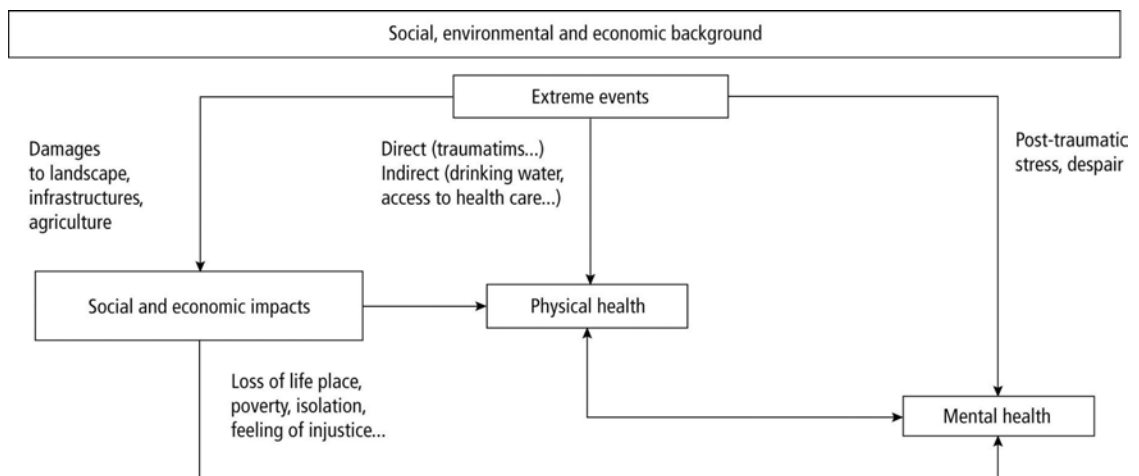 Social, environmental and economic background
Extreme events
Damages
to landscape,
infrastructures,
agriculture
Direct (traumatims...)
Indirect (drinking water,
access to health care...)
Post-traumatic
stress, despair
Social and economic impacts
Physical health
Loss of life place,
poverty, isolation,
feeling of injustice...
Mental health